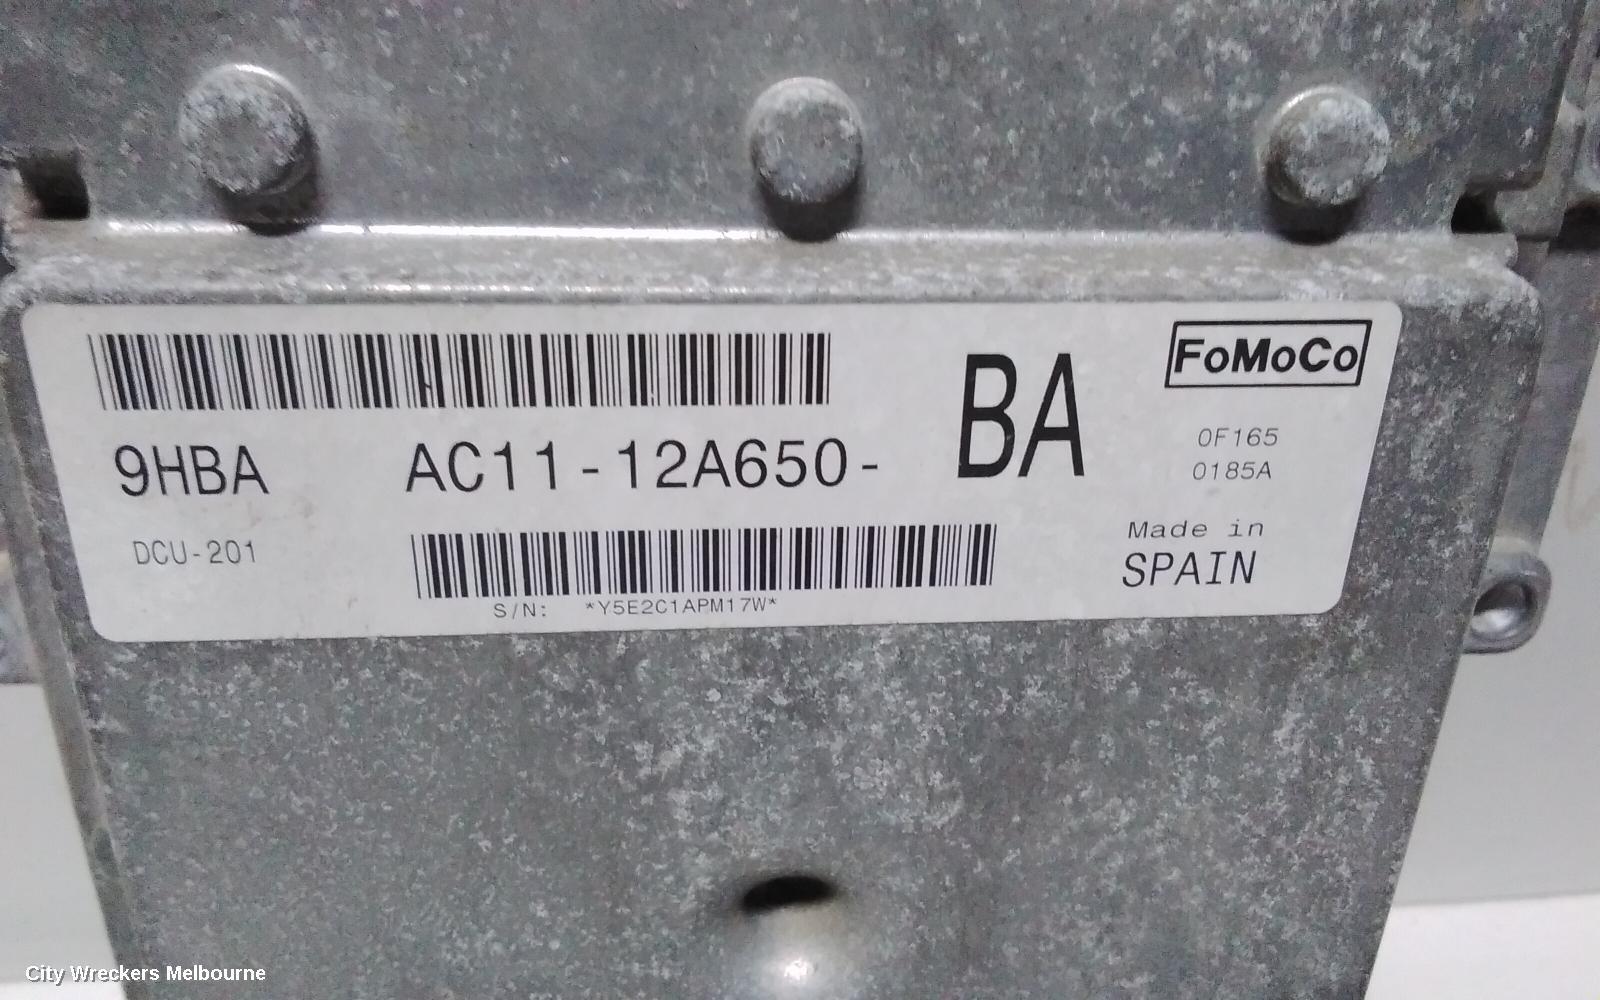 FoMoCo
BA
0F165
9HBA AC11-12A650-
0185A
DCU-201
Made in
SPAIN
S/N: *Y5E2C1APM17W*
City Wreckers Melbourne